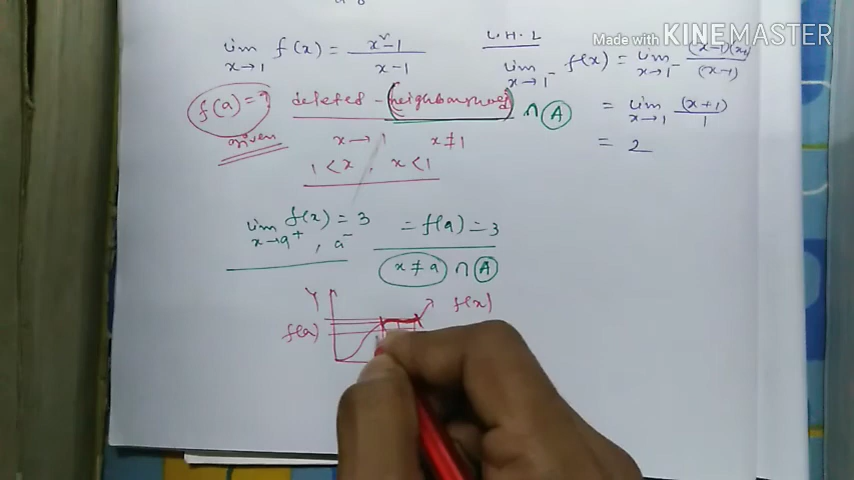 lim x→1 f(x) = x²-1 / x-1
L.H.L
lim x→1⁻ f(x) = lim x→1⁻ (x-1)(x+1) / (x-1)
f(a) = ?
given
deleted - (neighbourhood) ∩ A
= lim x→1 (x+1) / 1
x → 1 x ≠ 1
= 2
1 < x , x < 1
lim x→a⁺, a⁻ f(x) = 3 = f(a) = 3
x ≠ a ∩ A
Y
f(x)
f(a)
Made with KINEMASTER